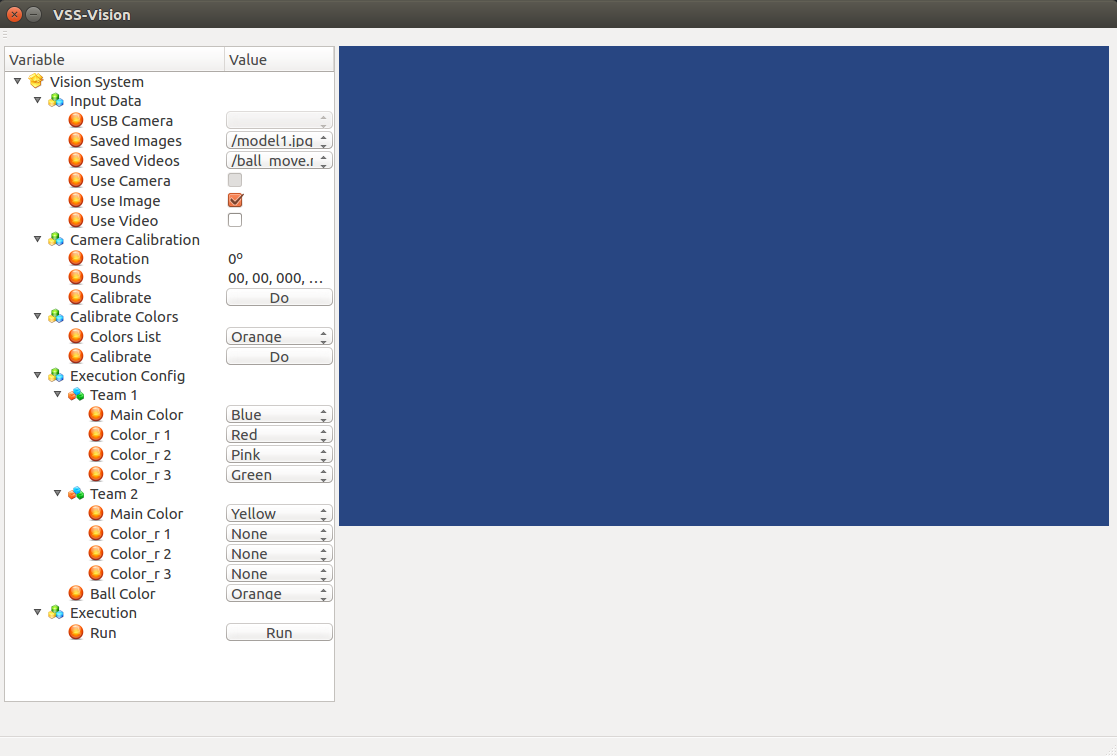 VSS-Vision
Variable Value
Vision System
Input Data
USB Camera
Saved Images /model1.jpg
Saved Videos /ball_move.
Use Camera
Use Image
Use Video
Camera Calibration
Rotation 0º
Bounds 00, 00, 000, ...
Calibrate Do
Calibrate Colors
Colors List Orange
Calibrate Do
Execution Config
Team 1
Main Color Blue
Color_r 1 Red
Color_r 2 Pink
Color_r 3 Green
Team 2
Main Color Yellow
Color_r 1 None
Color_r 2 None
Color_r 3 None
Ball Color Orange
Execution
Run Run